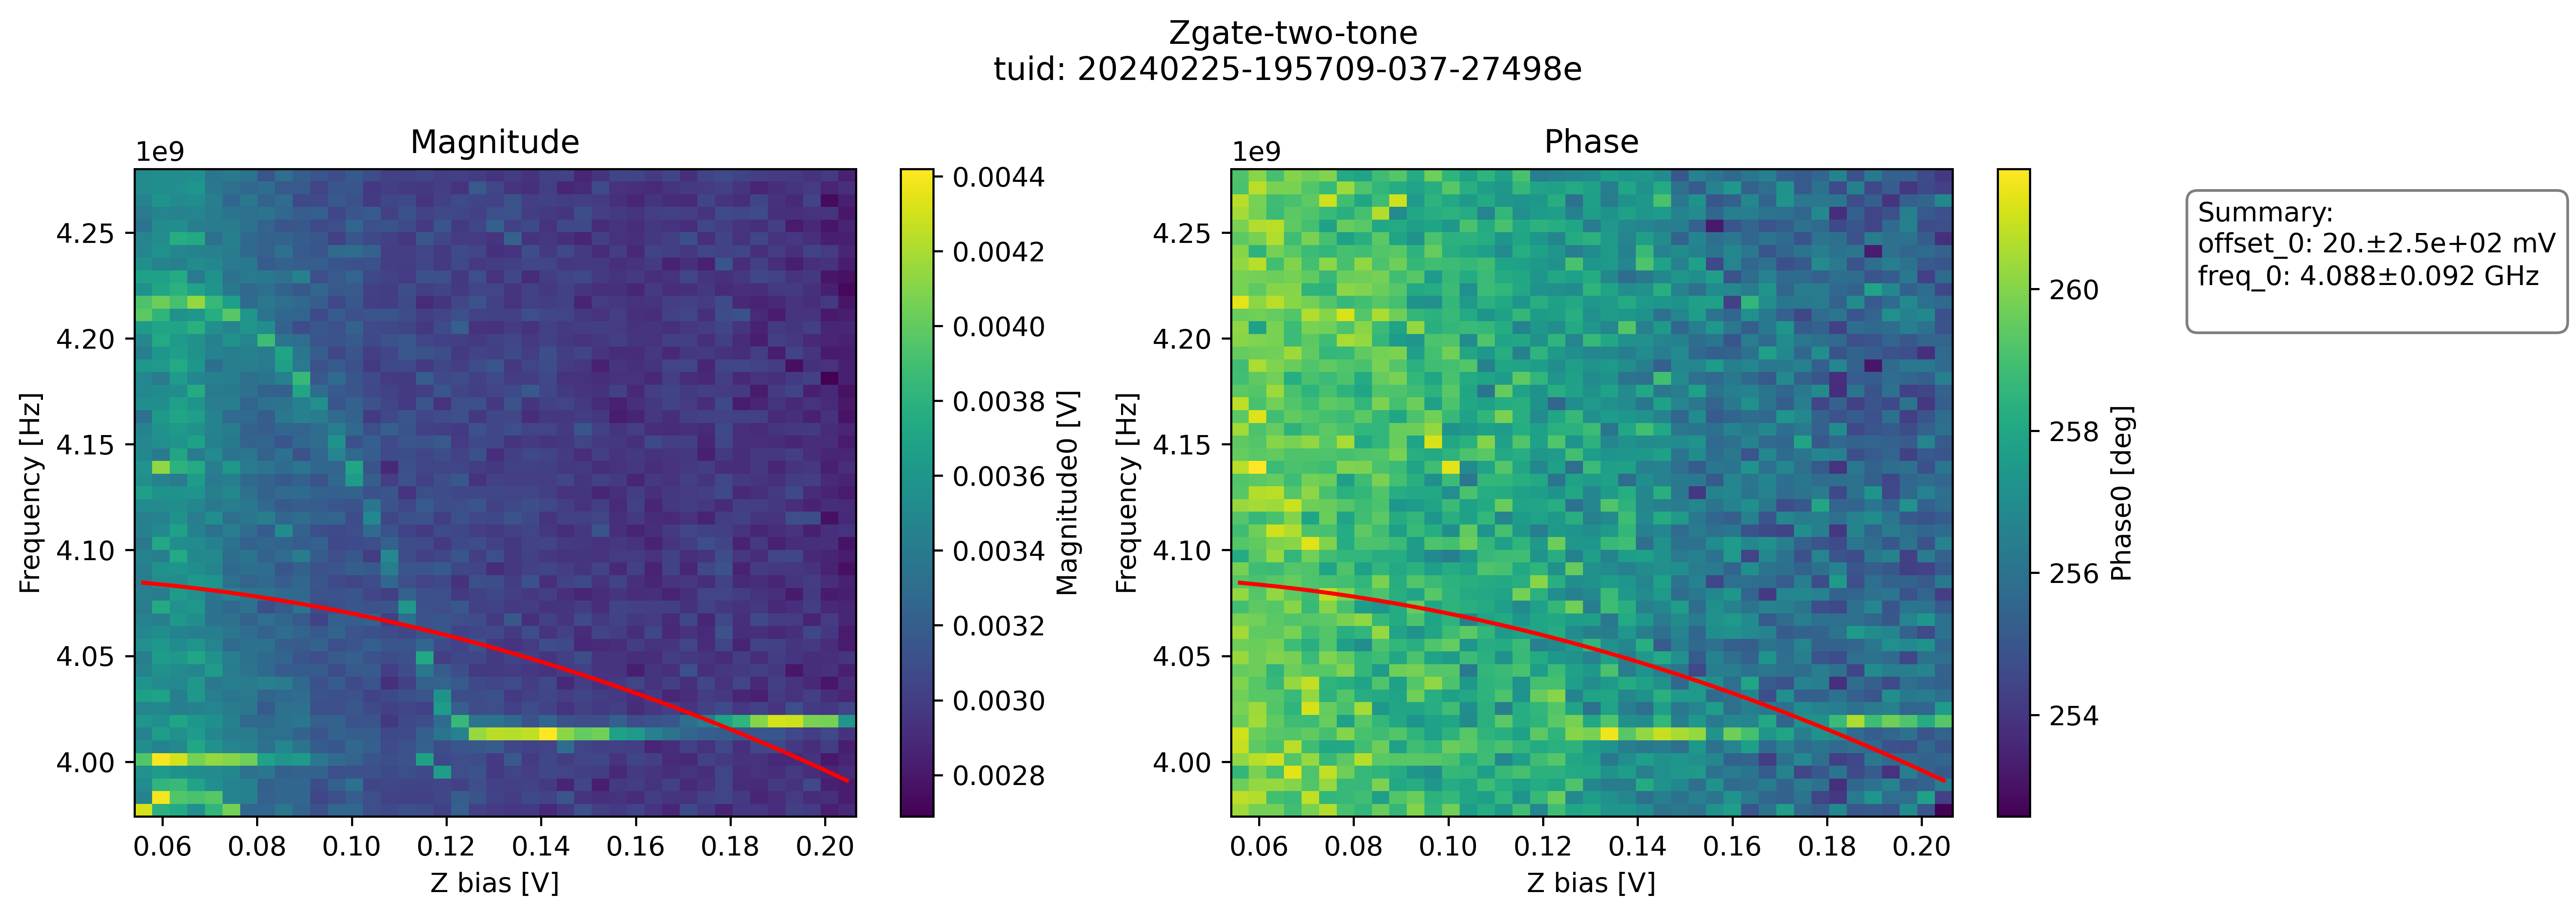 Zgate-two-tone
tuid: 20240225-195709-037-27498e
Magnitude
1e9
4.25
4.20
4.15
4.10
4.05
4.00
Frequency [Hz]
0.06 0.08 0.10 0.12 0.14 0.16 0.18 0.20
Z bias [V]
0.0044
0.0042
0.0040
0.0038
0.0036
0.0034
0.0032
0.0030
0.0028
Magnitude0 [V]
Phase
1e9
4.25
4.20
4.15
4.10
4.05
4.00
Frequency [Hz]
0.06 0.08 0.10 0.12 0.14 0.16 0.18 0.20
Z bias [V]
260
258
256
254
Phase0 [deg]
Summary:
offset_0: 20.±2.5e+02 mV
freq_0: 4.088±0.092 GHz